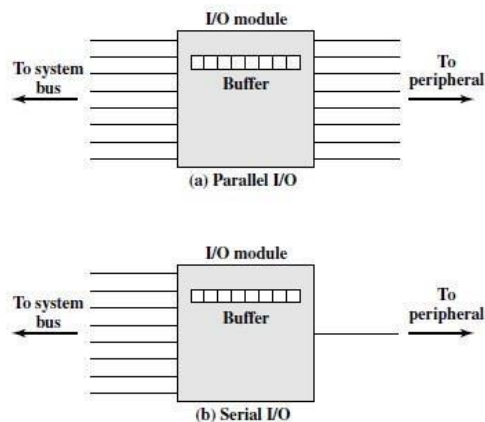 I/O module
To system
bus
Buffer
To
peripheral
(a) Parallel I/O
I/O module
To system
bus
Buffer
To
peripheral
(b) Serial I/O